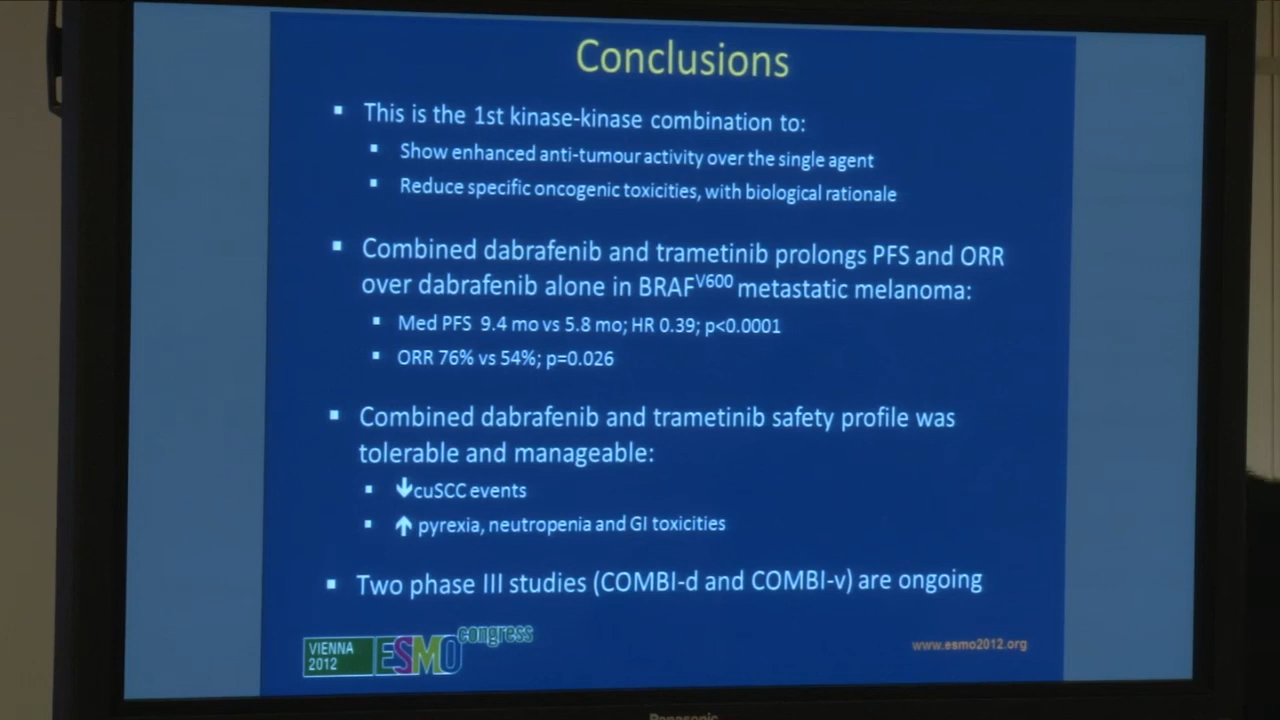 Conclusions
▪ This is the 1st kinase-kinase combination to:
▪ Show enhanced anti-tumour activity over the single agent
▪ Reduce specific oncogenic toxicities, with biological rationale
▪ Combined dabrafenib and trametinib prolongs PFS and ORR
over dabrafenib alone in BRAF^V600 metastatic melanoma:
▪ Med PFS 9.4 mo vs 5.8 mo; HR 0.39; p<0.0001
▪ ORR 76% vs 54%; p=0.026
▪ Combined dabrafenib and trametinib safety profile was
tolerable and manageable:
▪ ↓cuSCC events
▪ ↑ pyrexia, neutropenia and GI toxicities
▪ Two phase III studies (COMBI-d and COMBI-v) are ongoing
VIENNA
2012
ESMO congress
www.esmo2012.org
Panasonic